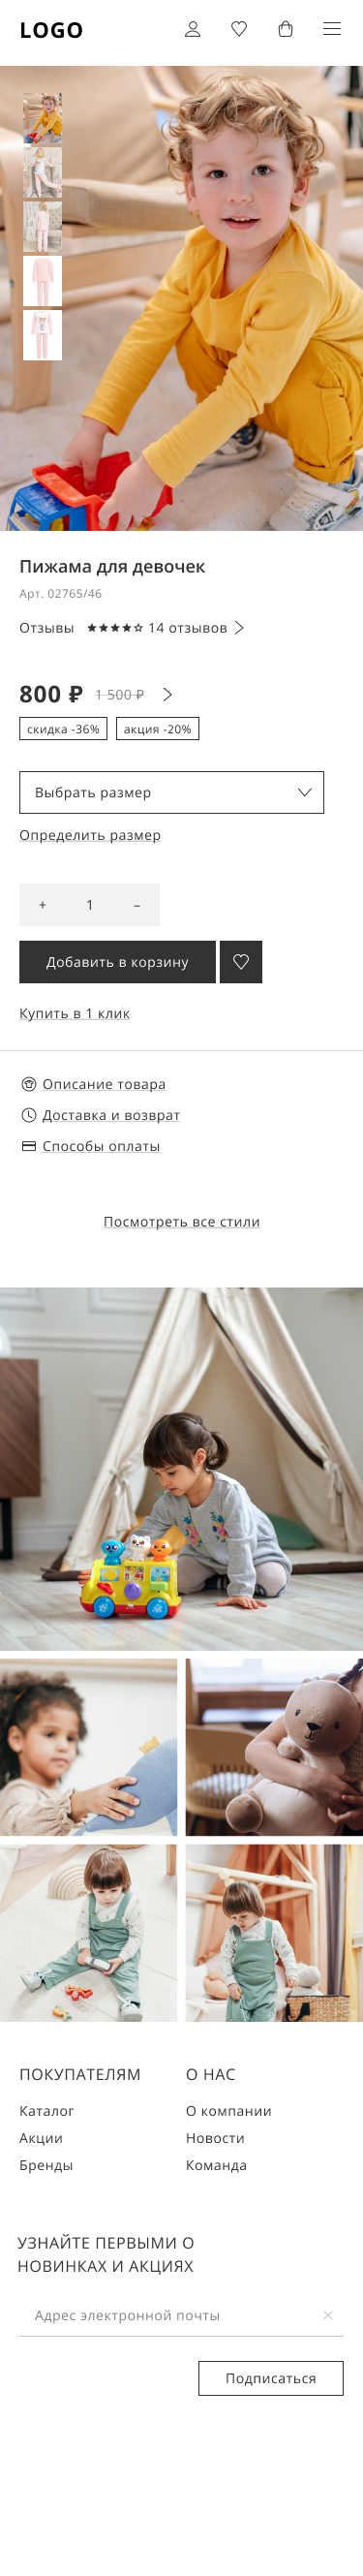 LOGO
Пижама для девочек
Арт. 02765/46
Отзывы ★★★★☆ 14 отзывов
800 ₽ 1 500 ₽
скидка -36% акция -20%
Выбрать размер
Определить размер
+ 1 –
Добавить в корзину
Купить в 1 клик
Описание товара
Доставка и возврат
Способы оплаты
Посмотреть все стили
ПОКУПАТЕЛЯМ О НАС
Каталог О компании
Акции Новости
Бренды Команда
УЗНАЙТЕ ПЕРВЫМИ О
НОВИНКАХ И АКЦИЯХ
Адрес электронной почты
Подписаться